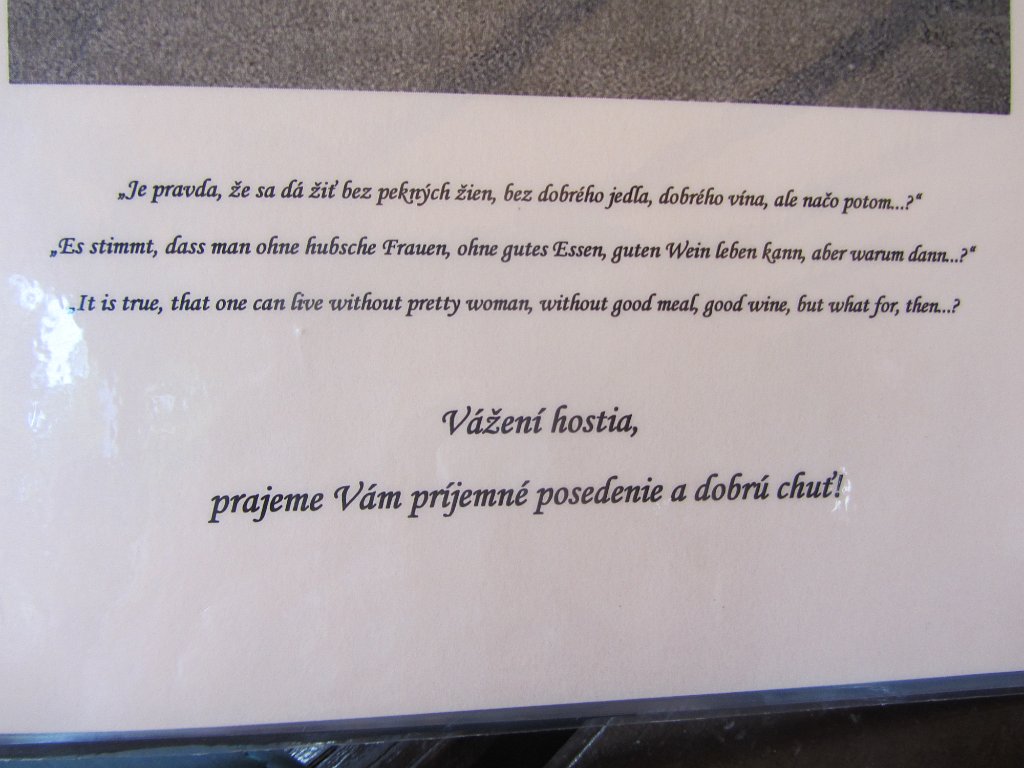 „Je pravda, že sa dá žiť bez pekných žien, bez dobrého jedla, dobrého vína, ale načo potom...?“
„Es stimmt, dass man ohne hubsche Frauen, ohne gutes Essen, guten Wein leben kann, aber warum dann...?“
„It is true, that one can live without pretty woman, without good meal, good wine, but what for, then...?
Vážení hostia,
prajeme Vám príjemné posedenie a dobrú chuť!